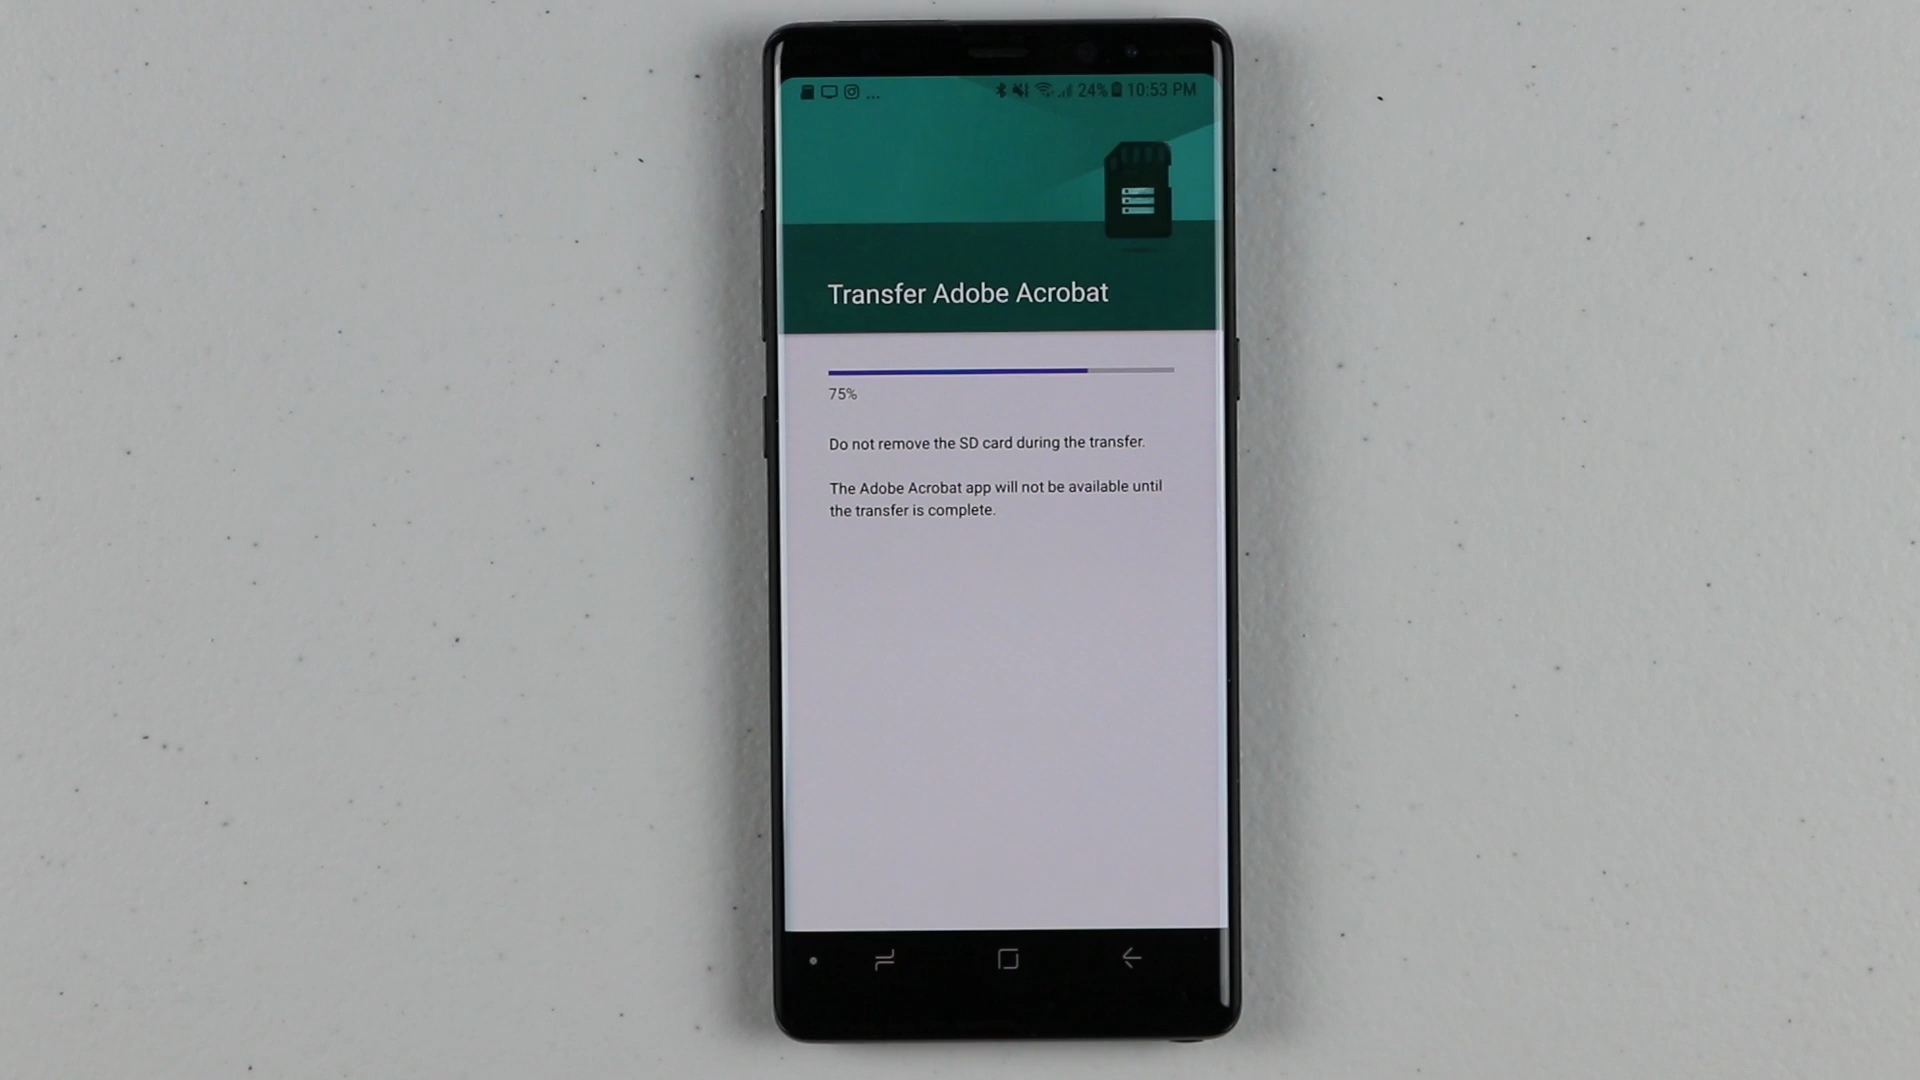 ... 24% 10:53 PM
Transfer Adobe Acrobat
75%
Do not remove the SD card during the transfer.
The Adobe Acrobat app will not be available until
the transfer is complete.